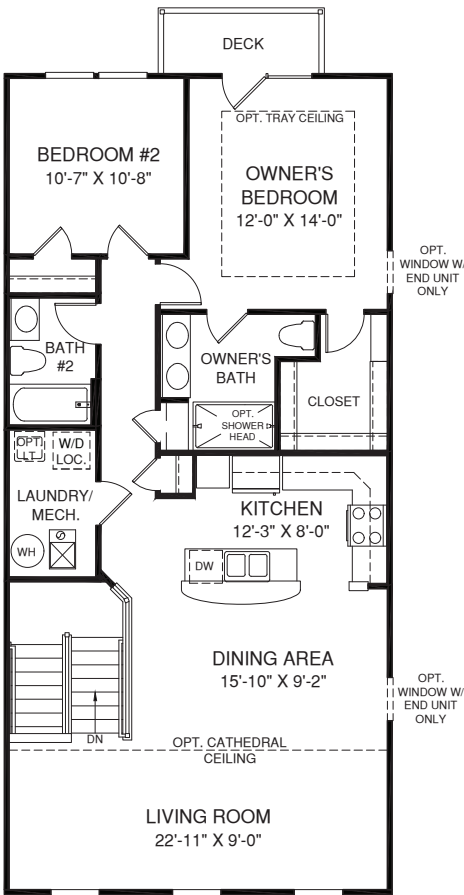 DECK
OPT. TRAY CEILING
BEDROOM #2
10'-7" X 10'-8"
OWNER'S
BEDROOM
12'-0" X 14'-0"
OPT.
WINDOW W/
END UNIT
ONLY
BATH
#2
OWNER'S
BATH
CLOSET
OPT.
SHOWER
HEAD
OPT.
LT.
W/D
LOC.
LAUNDRY/
MECH.
WH
S
KITCHEN
12'-3" X 8'-0"
DW
DINING AREA
15'-10" X 9'-2"
OPT.
WINDOW W/
END UNIT
ONLY
DN
OPT. CATHEDRAL
CEILING
LIVING ROOM
22'-11" X 9'-0"